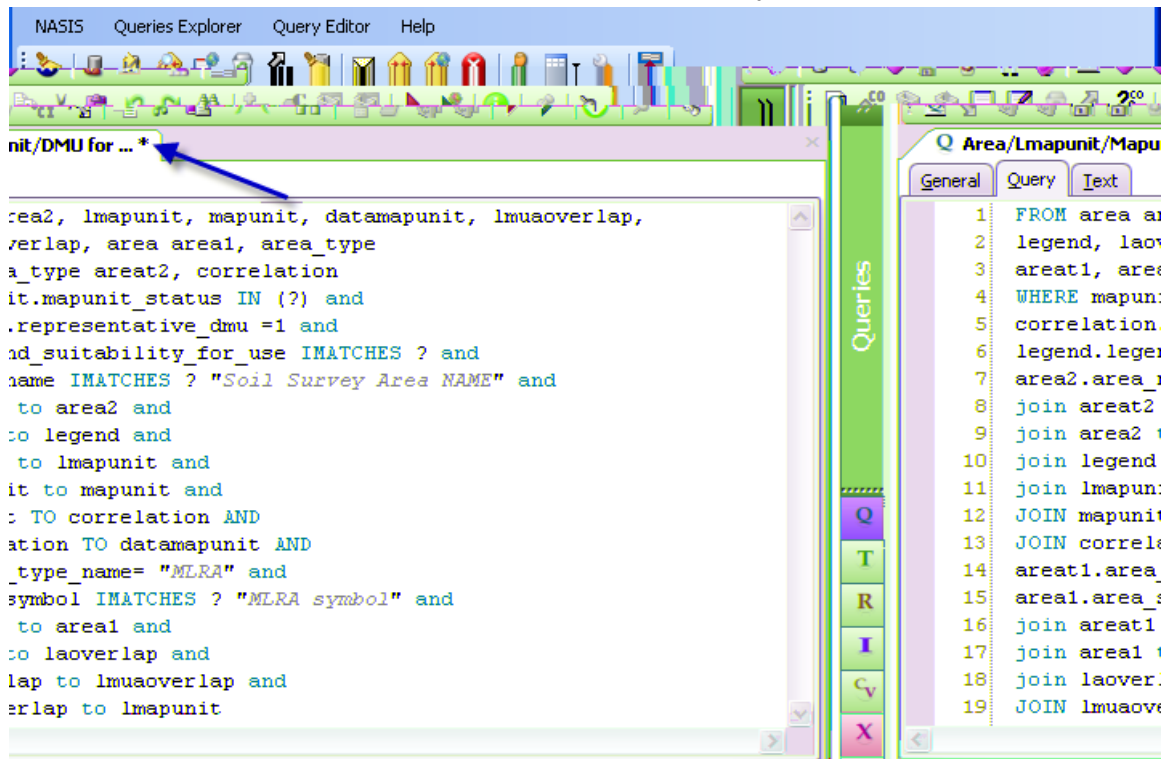 NASIS Queries Explorer Query Editor Help
nit/DMU for ... *
rea2, lmapunit, mapunit, datamapunit, lmuaoverlap,
verlap, area area1, area_type
a_type areat2, correlation
it.mapunit_status IN (?) and
.representative_dmu =1 and
nd_suitability_for_use IMATCHES ? and
name IMATCHES ? "Soil Survey Area NAME" and
to area2 and
to legend and
to lmapunit and
it to mapunit and
t TO correlation AND
ation TO datamapunit AND
_type_name= "MLRA" and
symbol IMATCHES ? "MLRA symbol" and
to area1 and
to laoverlap and
lap to lmuaoverlap and
erlap to lmapunit
Queries
Q
T
R
I
CV
X
Q Area/Lmapunit/Mapu
General Query Text
1 FROM area a
2 legend, lao
3 areat1, area
4 WHERE mapuni
5 correlation.
6 legend.lege
7 area2.area_
8 join areat2
9 join area2 t
10 join legend
11 join lmapuni
12 JOIN mapunit
13 JOIN correla
14 areat1.area_
15 area1.area_s
16 join areat1
17 join area1 t
18 join laoverl
19 JOIN lmuaove